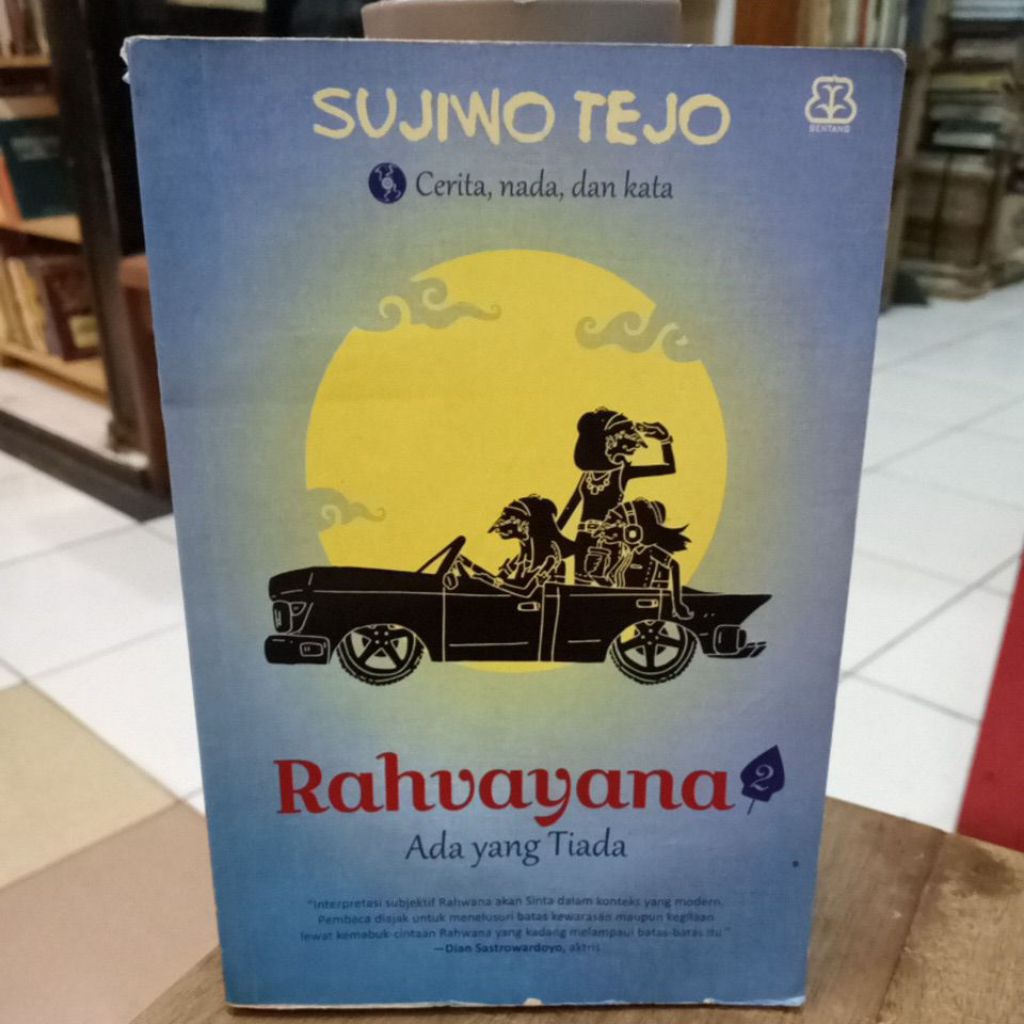 SUJIWO TEJO
BENTANG
Cerita, nada, dan kata
Rahvayana 2
Ada yang Tiada
"Interpretasi subjektif Rahwana akan Sinta dalam konteks yang modern.
Pembaca diajak untuk menelusuri batas kewarasan maupun kegilaan
lewat kemabuk-cintaan Rahwana yang kadang melampaui batas-batas itu."
—Dian Sastrowardoyo, aktris